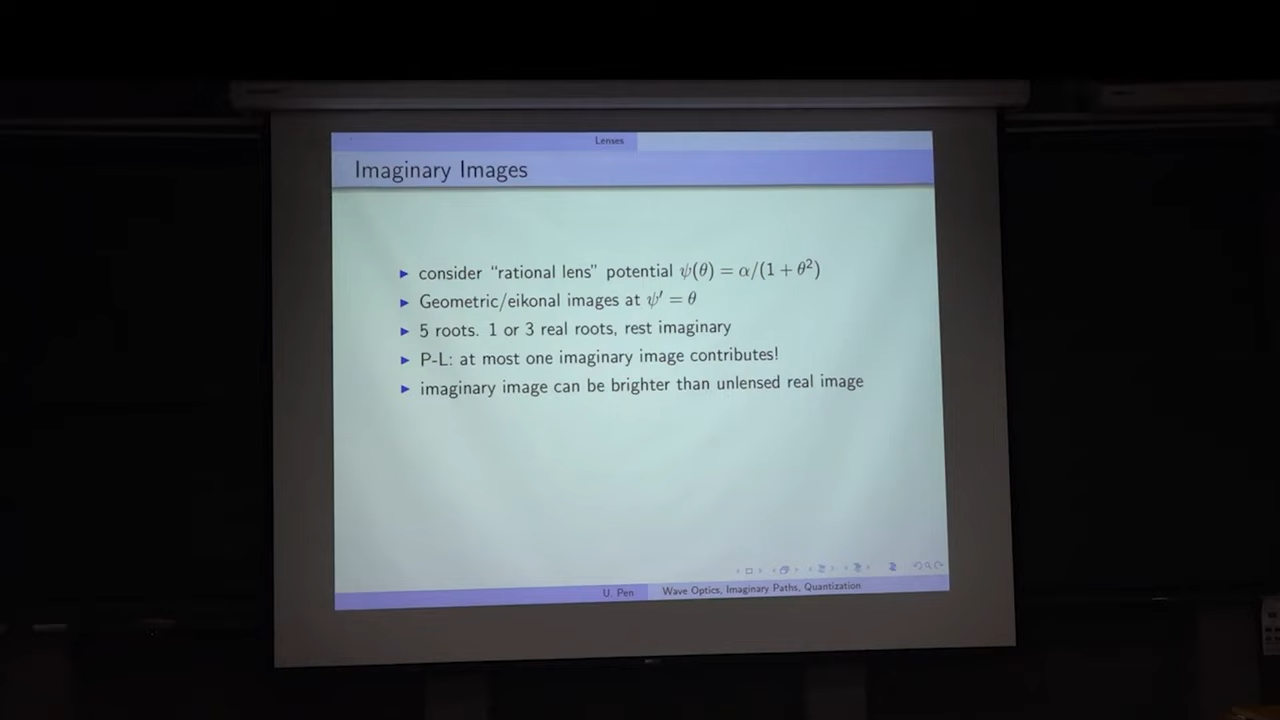 Lenses
Imaginary Images
► consider “rational lens” potential ψ(θ) = α/(1 + θ²)
► Geometric/eikonal images at ψ′ = θ
► 5 roots. 1 or 3 real roots, rest imaginary
► P-L: at most one imaginary image contributes!
► imaginary image can be brighter than unlensed real image
U. Pen Wave Optics, Imaginary Paths, Quantization